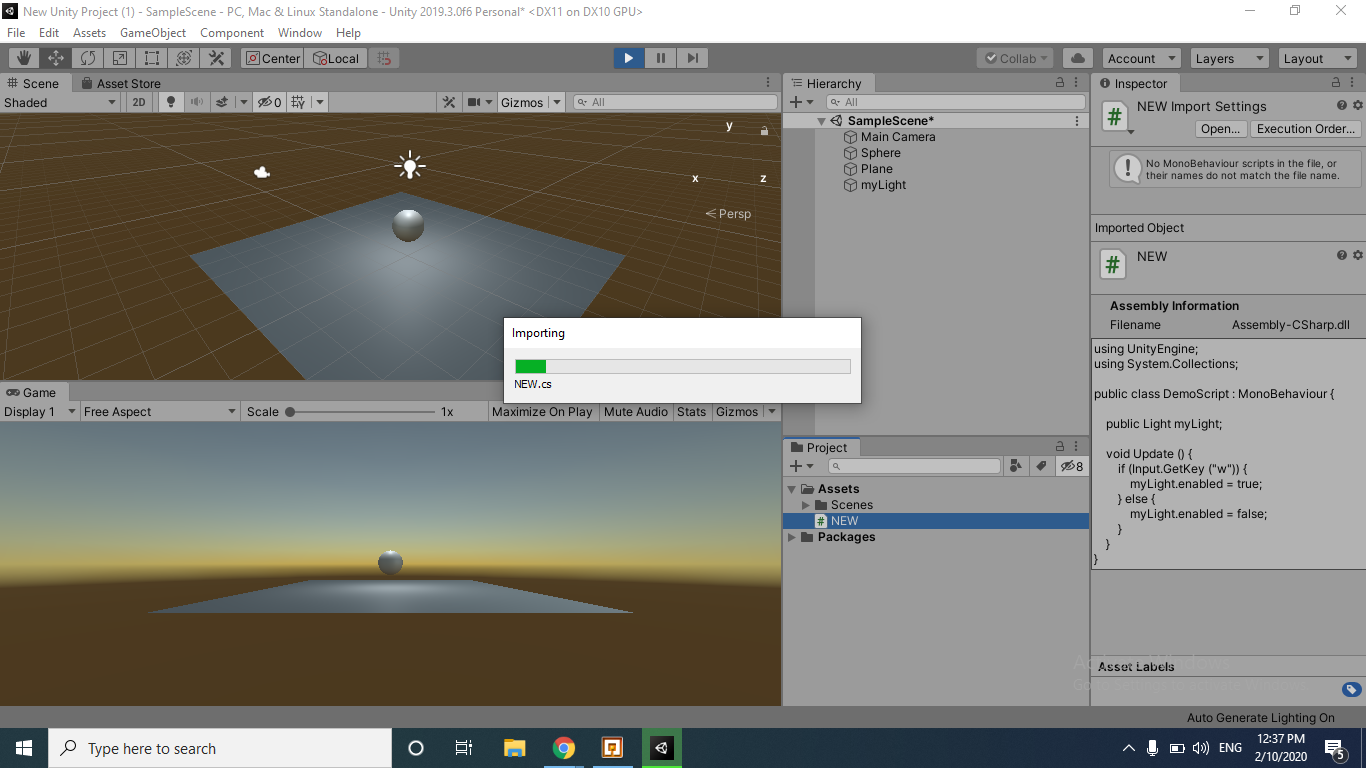 New Unity Project (1) - SampleScene - PC, Mac & Linux Standalone - Unity 2019.3.0f6 Personal* <DX11 on DX10 GPU>
File Edit Assets GameObject Component Window Help
Center Local Collab Account Layers Layout
Scene Asset Store
Shaded 2D 0 Gizmos All
y
x z
Persp
Hierarchy
All
SampleScene*
Main Camera
Sphere
Plane
myLight
Importing
NEW.cs
Game
Display 1 Free Aspect Scale 1x Maximize On Play Mute Audio Stats Gizmos
Project
8
Assets
Scenes
NEW
Packages
Inspector
NEW Import Settings
Open... Execution Order...
No MonoBehaviour scripts in the file, or
their names do not match the file name.
Imported Object
NEW
Assembly Information
Filename Assembly-CSharp.dll
using UnityEngine;
using System.Collections;
public class DemoScript : MonoBehaviour {
public Light myLight;
void Update () {
if (Input.GetKey ("w")) {
myLight.enabled = true;
} else {
myLight.enabled = false;
}
}
}
Asset Labels
Auto Generate Lighting On
Type here to search
ENG
12:37 PM
2/10/2020
5